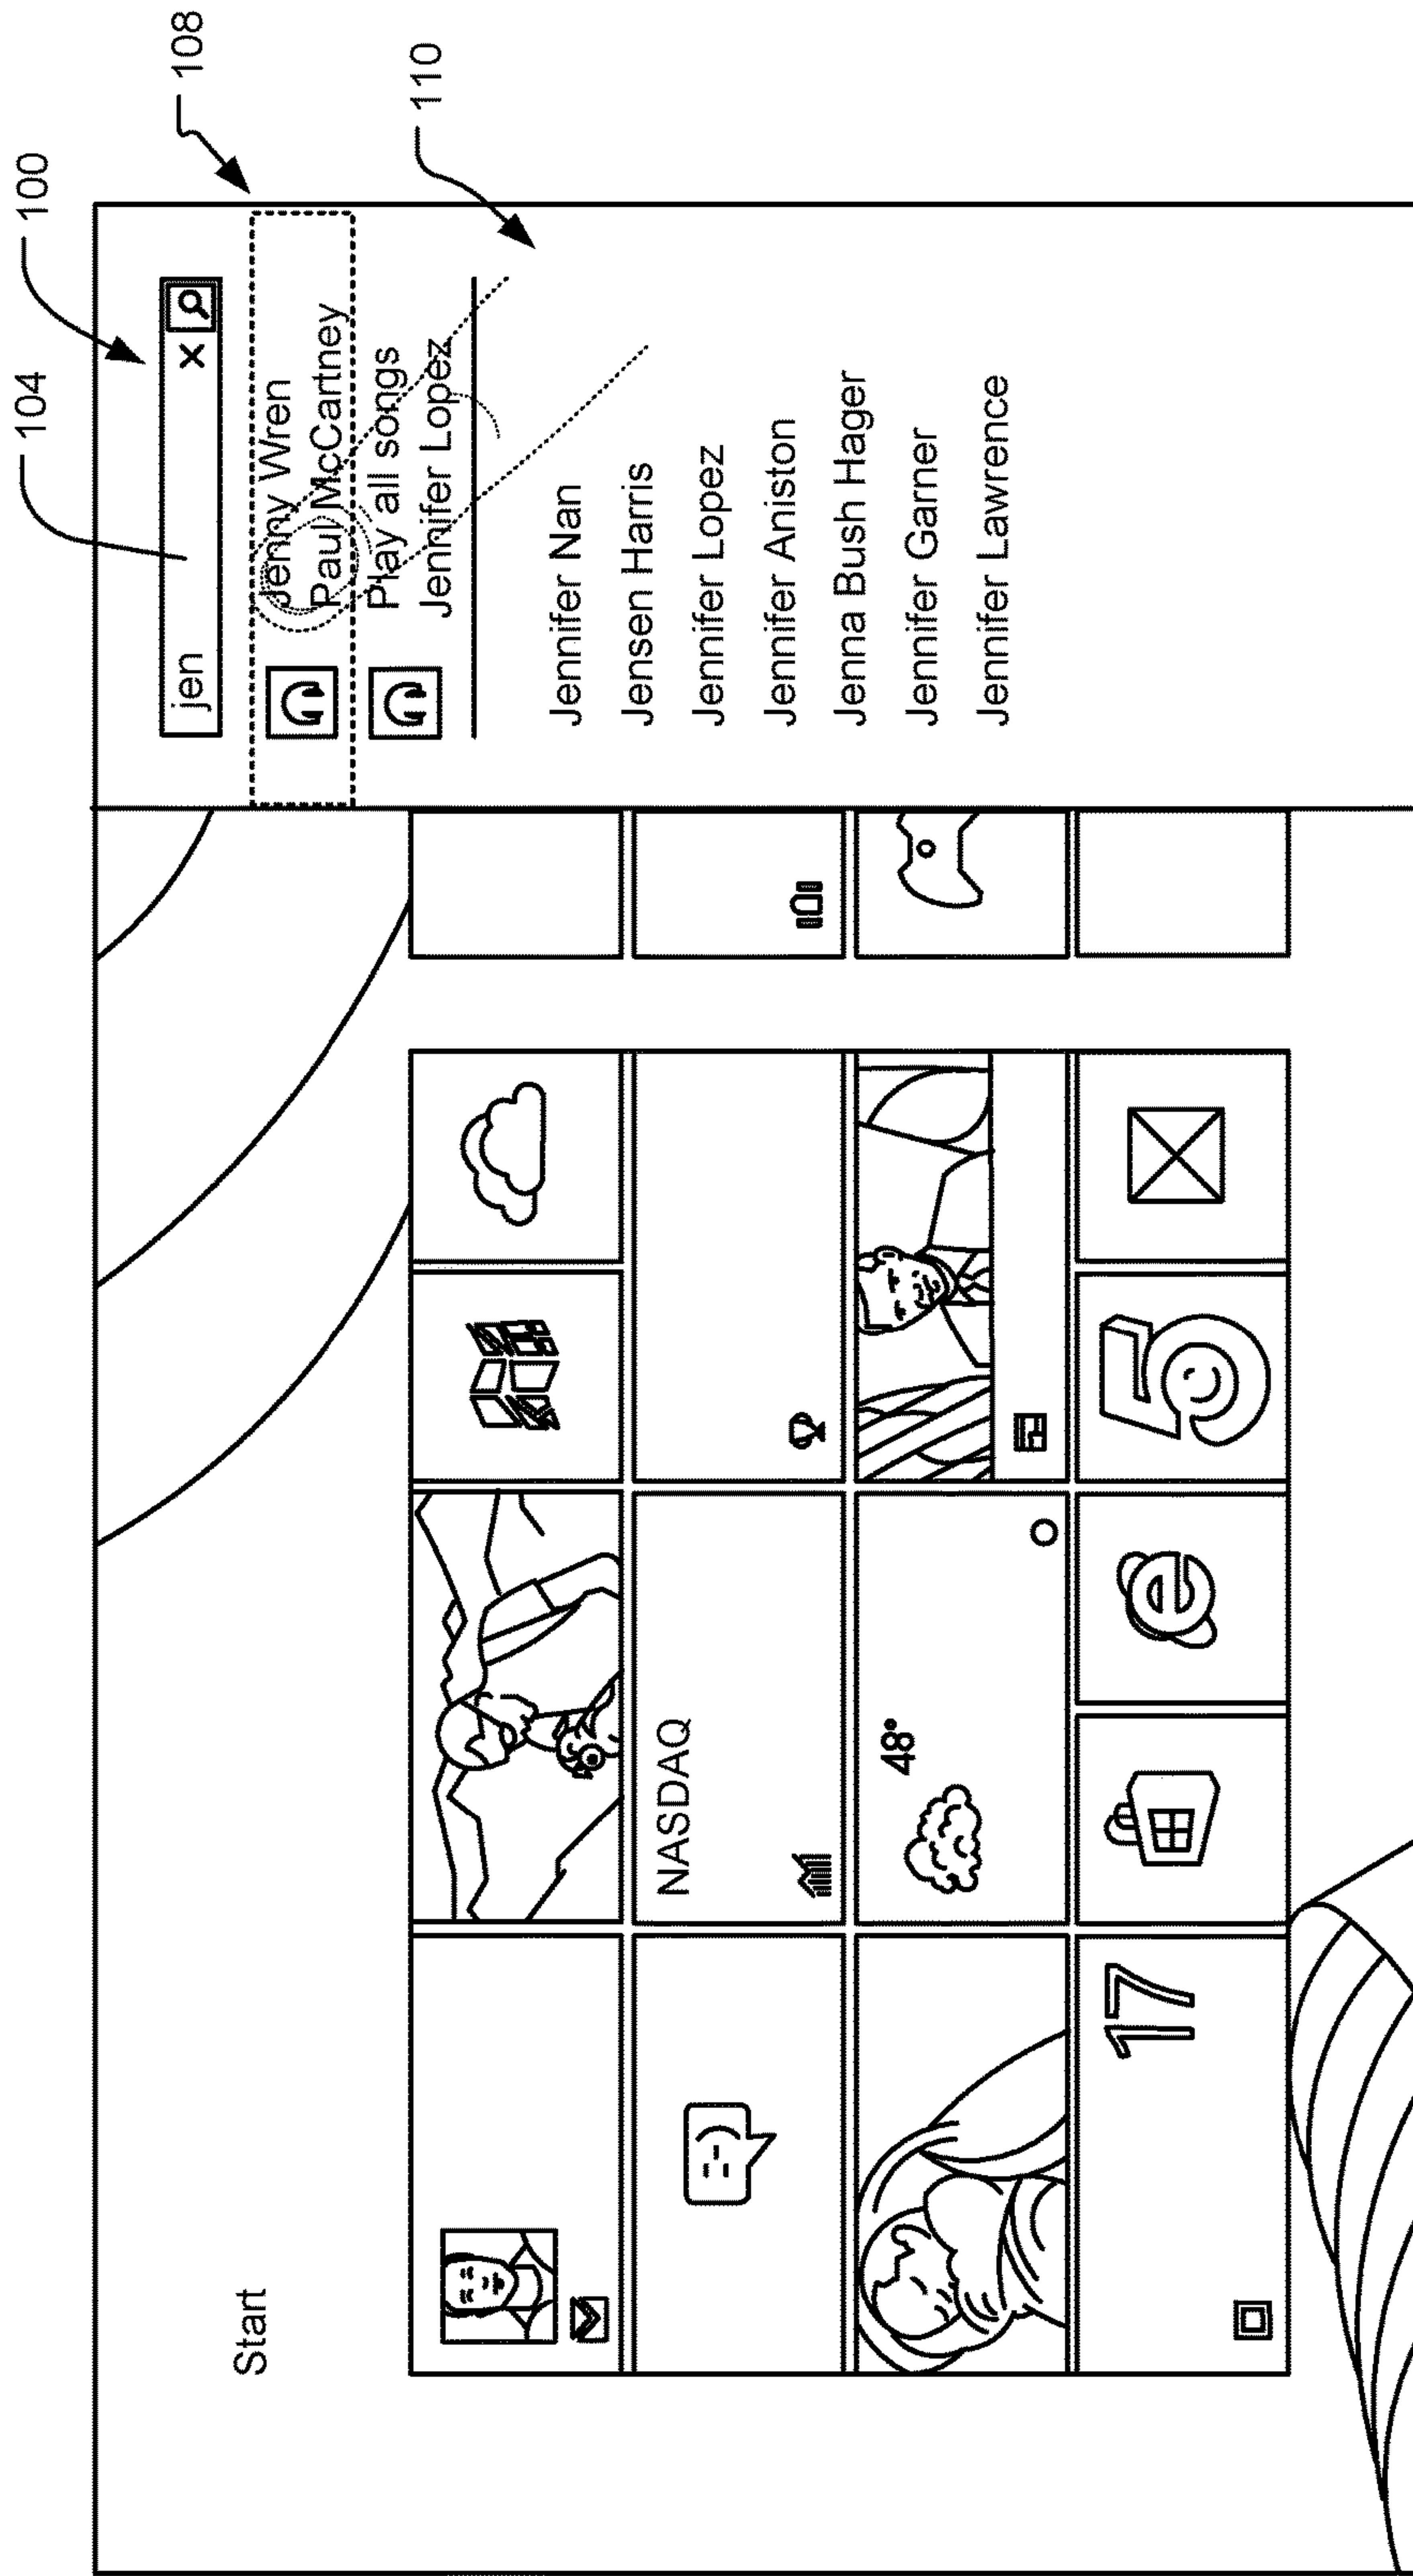 104
100
108
110
Start
jen
Jenny Wren
Paul McCartney
Play all songs
Jennifer Lopez
Jennifer Nan
Jensen Harris
Jennifer Lopez
Jennifer Aniston
Jenna Bush Hager
Jennifer Garner
Jennifer Lawrence
:-)
NASDAQ
48°
17
e
5